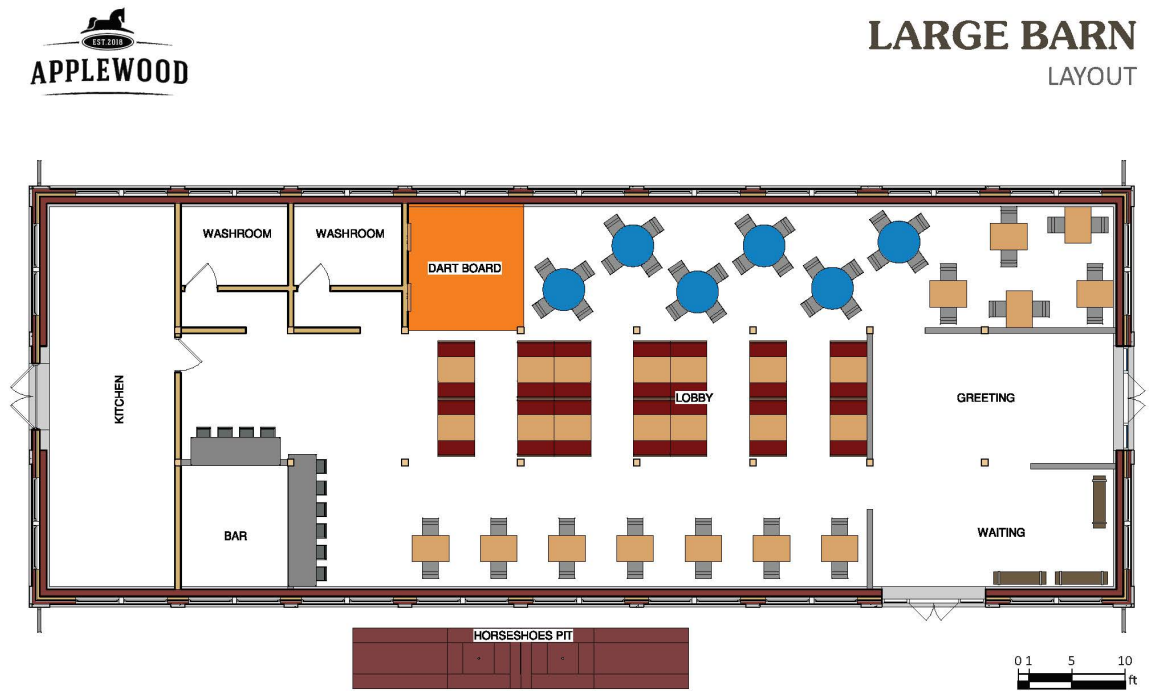 EST.2018
APPLEWOOD
LARGE BARN
LAYOUT
WASHROOM
WASHROOM
DART BOARD
KITCHEN
LOBBY
GREETING
BAR
WAITING
HORSESHOES PIT
0 1 5 10
ft